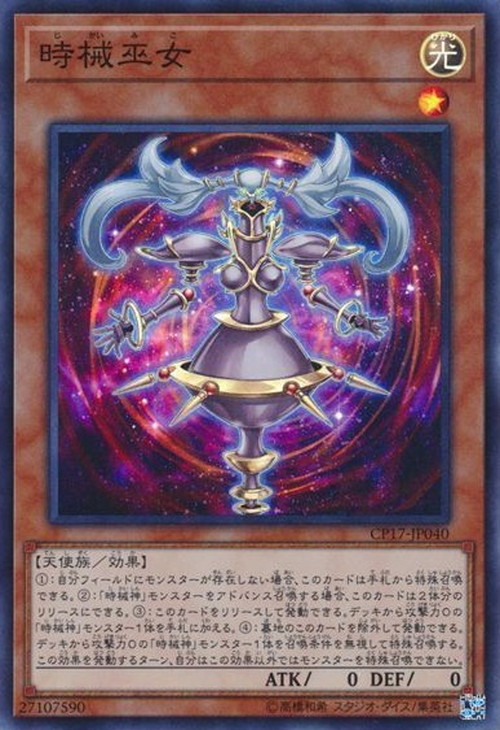 時械巫女
じかいみこ
光
ひかり
CP17-JP040
【天使族／効果】
①：自分フィールドにモンスターが存在しない場合、このカードは手札から特殊召喚
できる。②：「時械神」モンスターをアドバンス召喚する場合、このカードは２体分の
リリースにできる。③：このカードをリリースして発動できる。デッキから攻撃力０の
「時械神」モンスター１体を手札に加える。④：墓地のこのカードを除外して発動できる。
デッキから攻撃力０の「時械神」モンスター１体を召喚条件を無視して特殊召喚する。
この効果を発動するターン、自分はこの効果以外ではモンスターを特殊召喚できない。
ATK/ 0 DEF/ 0
27107590
©高橋和希 スタジオ・ダイス/集英社